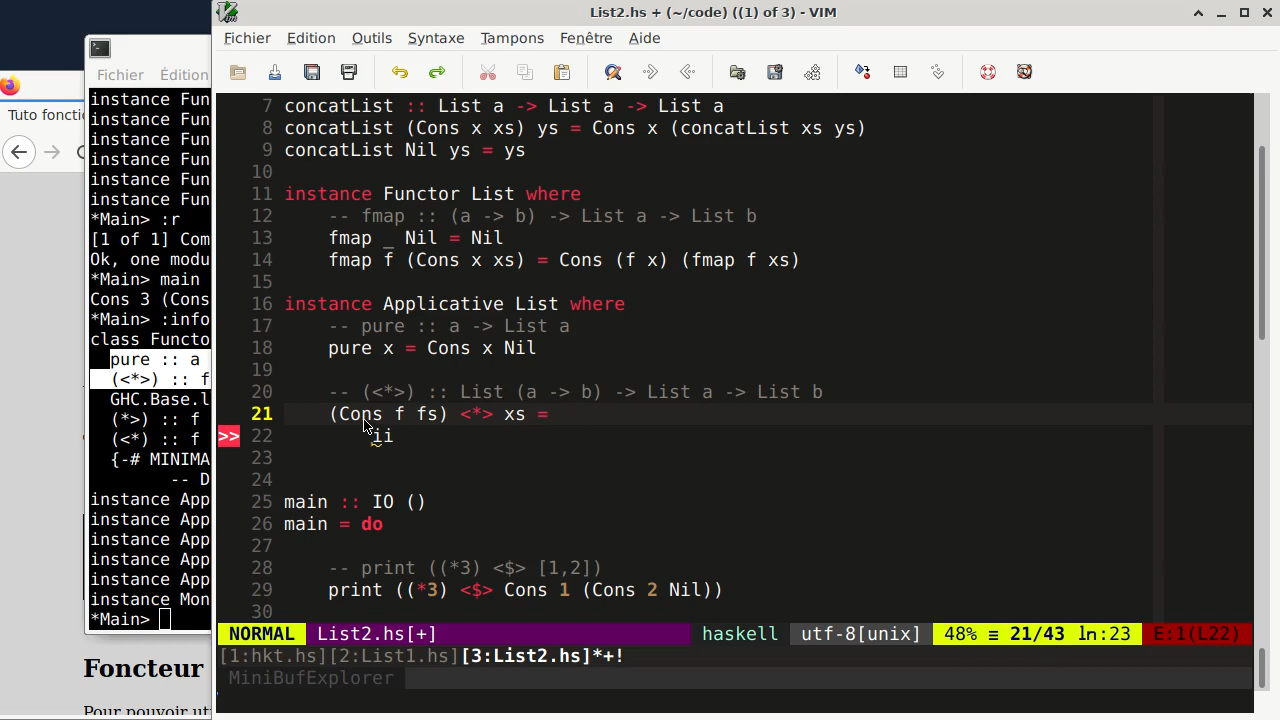 List2.hs + (~/code) ((1) of 3) - VIM
Fichier Edition Outils Syntaxe Tampons Fenêtre Aide
Fichier Édition
Tuto foncti
instance Fun
instance Fun
instance Fun
instance Fun
instance Fun
instance Fun
*Main> :r
[1 of 1] Com
Ok, one modu
*Main> main
Cons 3 (Cons
*Main> :info
class Functo
pure :: a
(<*>) :: f
GHC.Base.l
(*>) :: f
(<*) :: f
{-# MINIMA
-- D
instance App
instance App
instance App
instance App
instance App
instance Mon
*Main>
Foncteur
Pour pouvoir ut
7 concatList :: List a -> List a -> List a
8 concatList (Cons x xs) ys = Cons x (concatList xs ys)
9 concatList Nil ys = ys
10
11 instance Functor List where
12     -- fmap :: (a -> b) -> List a -> List b
13     fmap _ Nil = Nil
14     fmap f (Cons x xs) = Cons (f x) (fmap f xs)
15
16 instance Applicative List where
17     -- pure :: a -> List a
18     pure x = Cons x Nil
19
20     -- (<*>) :: List (a -> b) -> List a -> List b
21     (Cons f fs) <*> xs =
>> 22         ii
23
24
25 main :: IO ()
26 main = do
27
28     -- print ((*3) <$> [1,2])
29     print ((*3) <$> Cons 1 (Cons 2 Nil))
30
NORMAL List2.hs[+] haskell utf-8[unix] 48% ≡ 21/43 ln:23 E:1(L22)
[1:hkt.hs][2:List1.hs][3:List2.hs]*+!
MiniBufExplorer